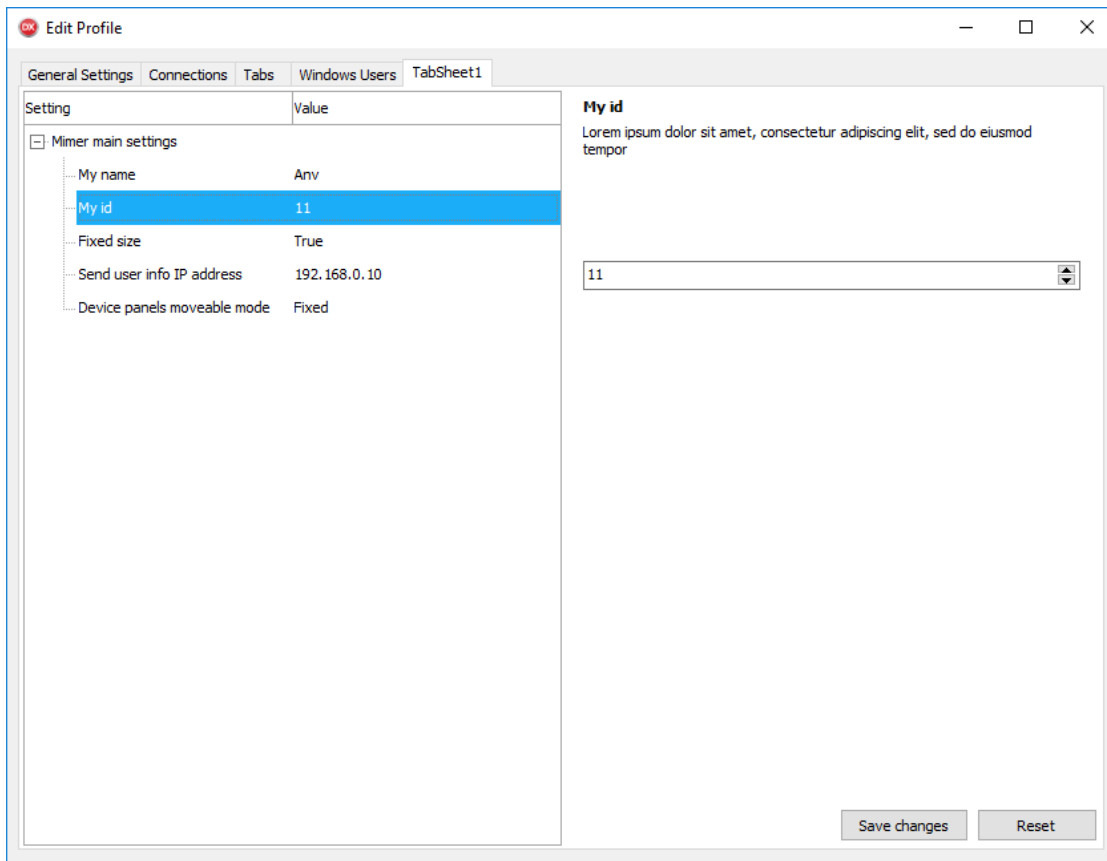 DX Edit Profile
General Settings Connections Tabs Windows Users TabSheet1
Setting Value
Mimer main settings
My name Anv
My id 11
Fixed size True
Send user info IP address 192.168.0.10
Device panels moveable mode Fixed
My id
Lorem ipsum dolor sit amet, consectetur adipiscing elit, sed do eiusmod
tempor
11
Save changes Reset